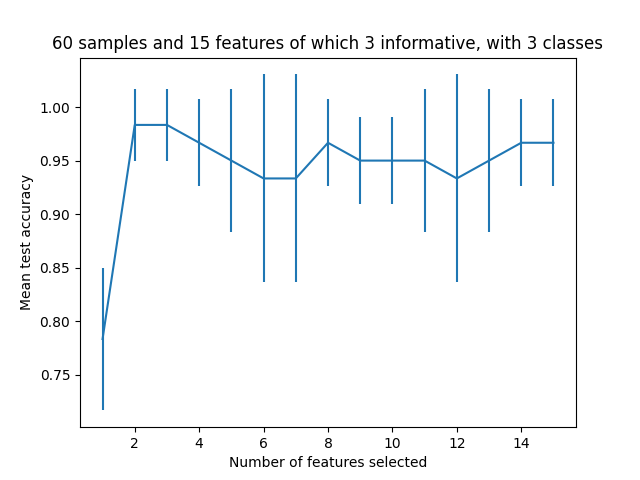 60 samples and 15 features of which 3 informative, with 3 classes
1.00
0.95
0.90
0.85
0.80
0.75
Mean test accuracy
2 4 6 8 10 12 14
Number of features selected